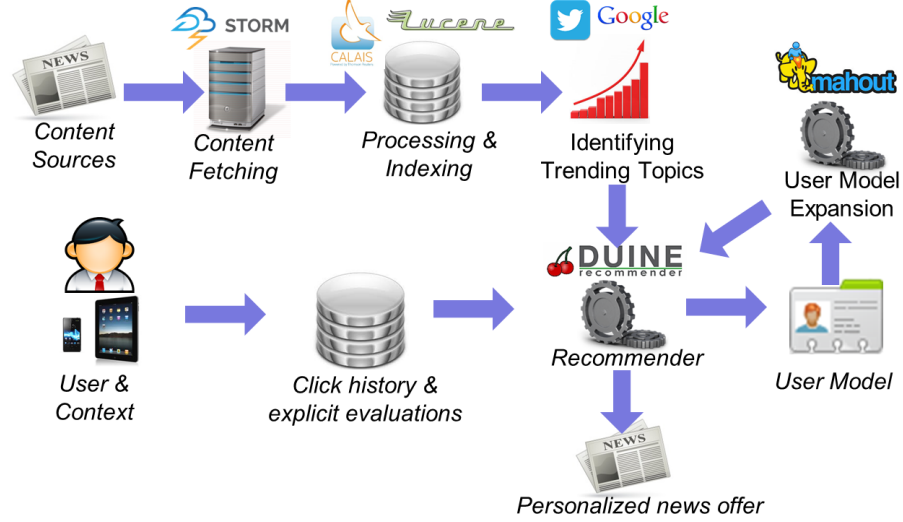 STORM
CALAIS
Lucene
Google
mahout
NEWS
Content
Sources
Content
Fetching
Processing &
Indexing
Identifying
Trending Topics
User Model
Expansion
DUINE
recommender
Recommender
User &
Context
Click history &
explicit evaluations
User Model
NEWS
Personalized news offer